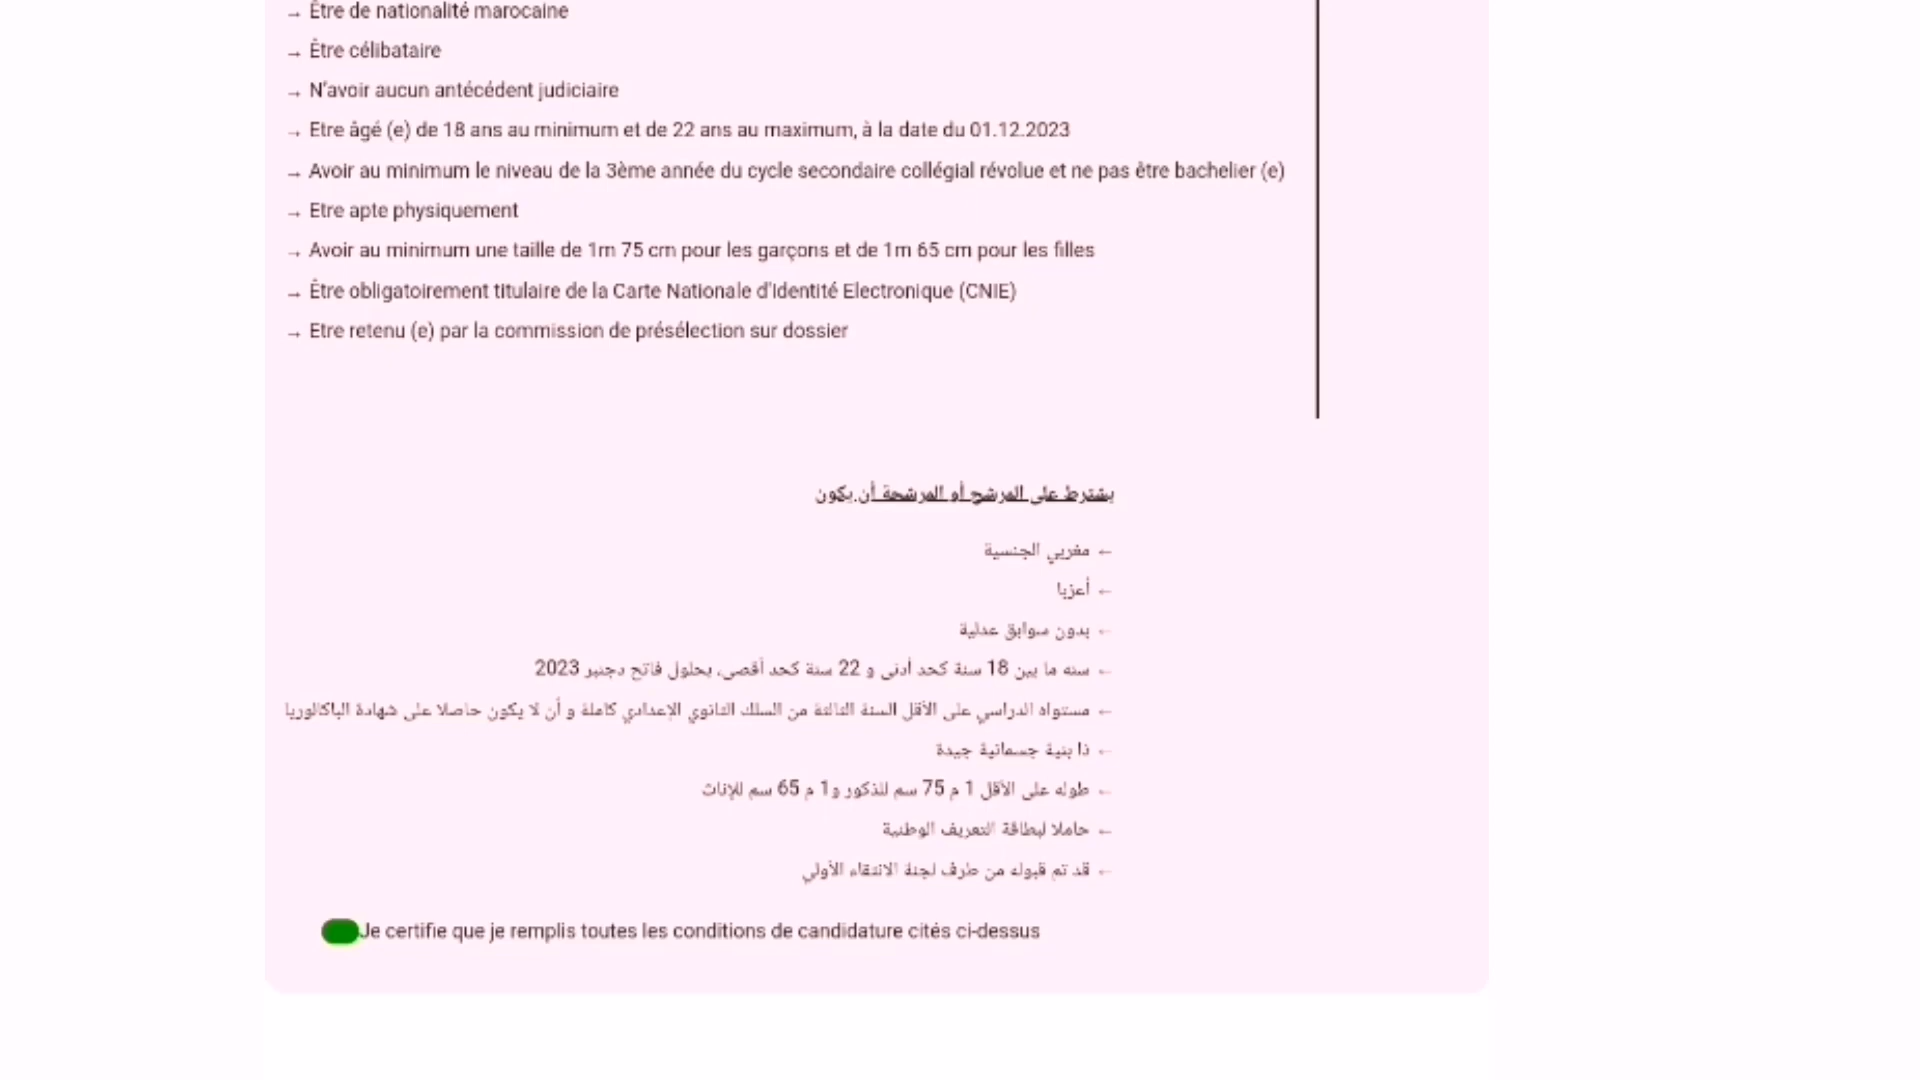 → Être de nationalité marocaine
→ Être célibataire
→ N'avoir aucun antécédent judiciaire
→ Etre âgé (e) de 18 ans au minimum et de 22 ans au maximum, à la date du 01.12.2023
→ Avoir au minimum le niveau de la 3ème année du cycle secondaire collégial révolue et ne pas être bachelier (e)
→ Etre apte physiquement
→ Avoir au minimum une taille de 1m 75 cm pour les garçons et de 1m 65 cm pour les filles
→ Être obligatoirement titulaire de la Carte Nationale d'Identité Electronique (CNIE)
→ Etre retenu (e) par la commission de présélection sur dossier
يشترط على المرشح أو المرشحة أن يكون
← مغربي الجنسية
← أعزبا
← بدون سوابق عدلية
← سنه ما بين 18 سنة كحد أدنى و 22 سنة كحد أقصى، بحلول فاتح دجنبر 2023
← مستواه الدراسي على الأقل السنة الثالثة من السلك الثانوي الإعدادي كاملة و أن لا يكون حاصلا على شهادة الباكالوريا
← ذا بنية جسمانية جيدة
← طوله على الأقل 1 م 75 سم للذكور و1 م 65 سم للإناث
← حاملا لبطاقة التعريف الوطنية
← قد تم قبوله من طرف لجنة الانتقاء الأولي
Je certifie que je remplis toutes les conditions de candidature cités ci-dessus